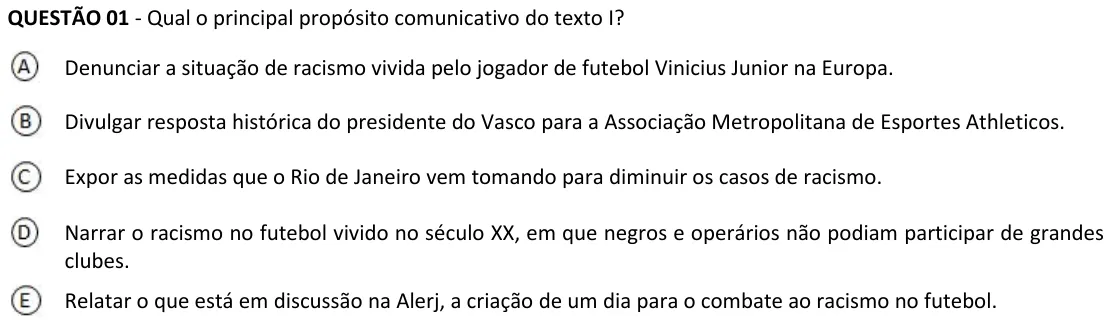 QUESTÃO 01 - Qual o principal propósito comunicativo do texto I?
A Denunciar a situação de racismo vivida pelo jogador de futebol Vinicius Junior na Europa.
B Divulgar resposta histórica do presidente do Vasco para a Associação Metropolitana de Esportes Athleticos.
C Expor as medidas que o Rio de Janeiro vem tomando para diminuir os casos de racismo.
D Narrar o racismo no futebol vivido no século XX, em que negros e operários não podiam participar de grandes
clubes.
E Relatar o que está em discussão na Alerj, a criação de um dia para o combate ao racismo no futebol.